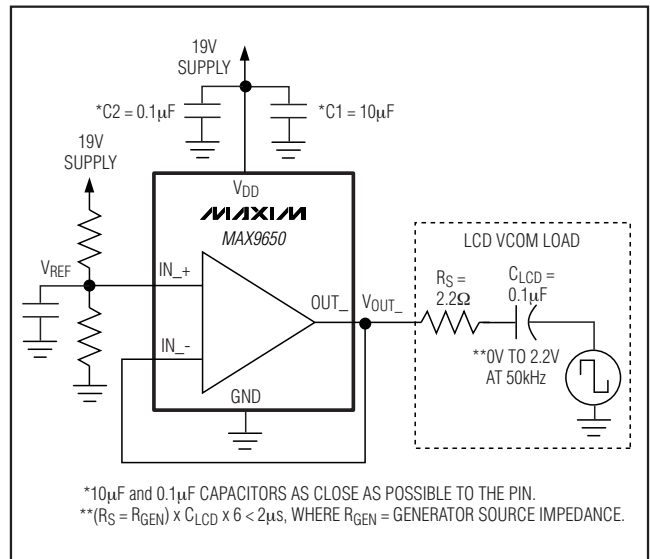 19V
SUPPLY
*C2 = 0.1μF
*C1 = 10μF
19V
SUPPLY
VDD
MAXIM
MAX9650
LCD VCOM LOAD
VREF
IN_+
OUT_
VOUT_
RS =
2.2Ω
CLCD =
0.1μF
IN_-
**0V TO 2.2V
AT 50kHz
GND
*10μF and 0.1μF CAPACITORS AS CLOSE AS POSSIBLE TO THE PIN.
**(RS = RGEN) x CLCD x 6 < 2μs, WHERE RGEN = GENERATOR SOURCE IMPEDANCE.